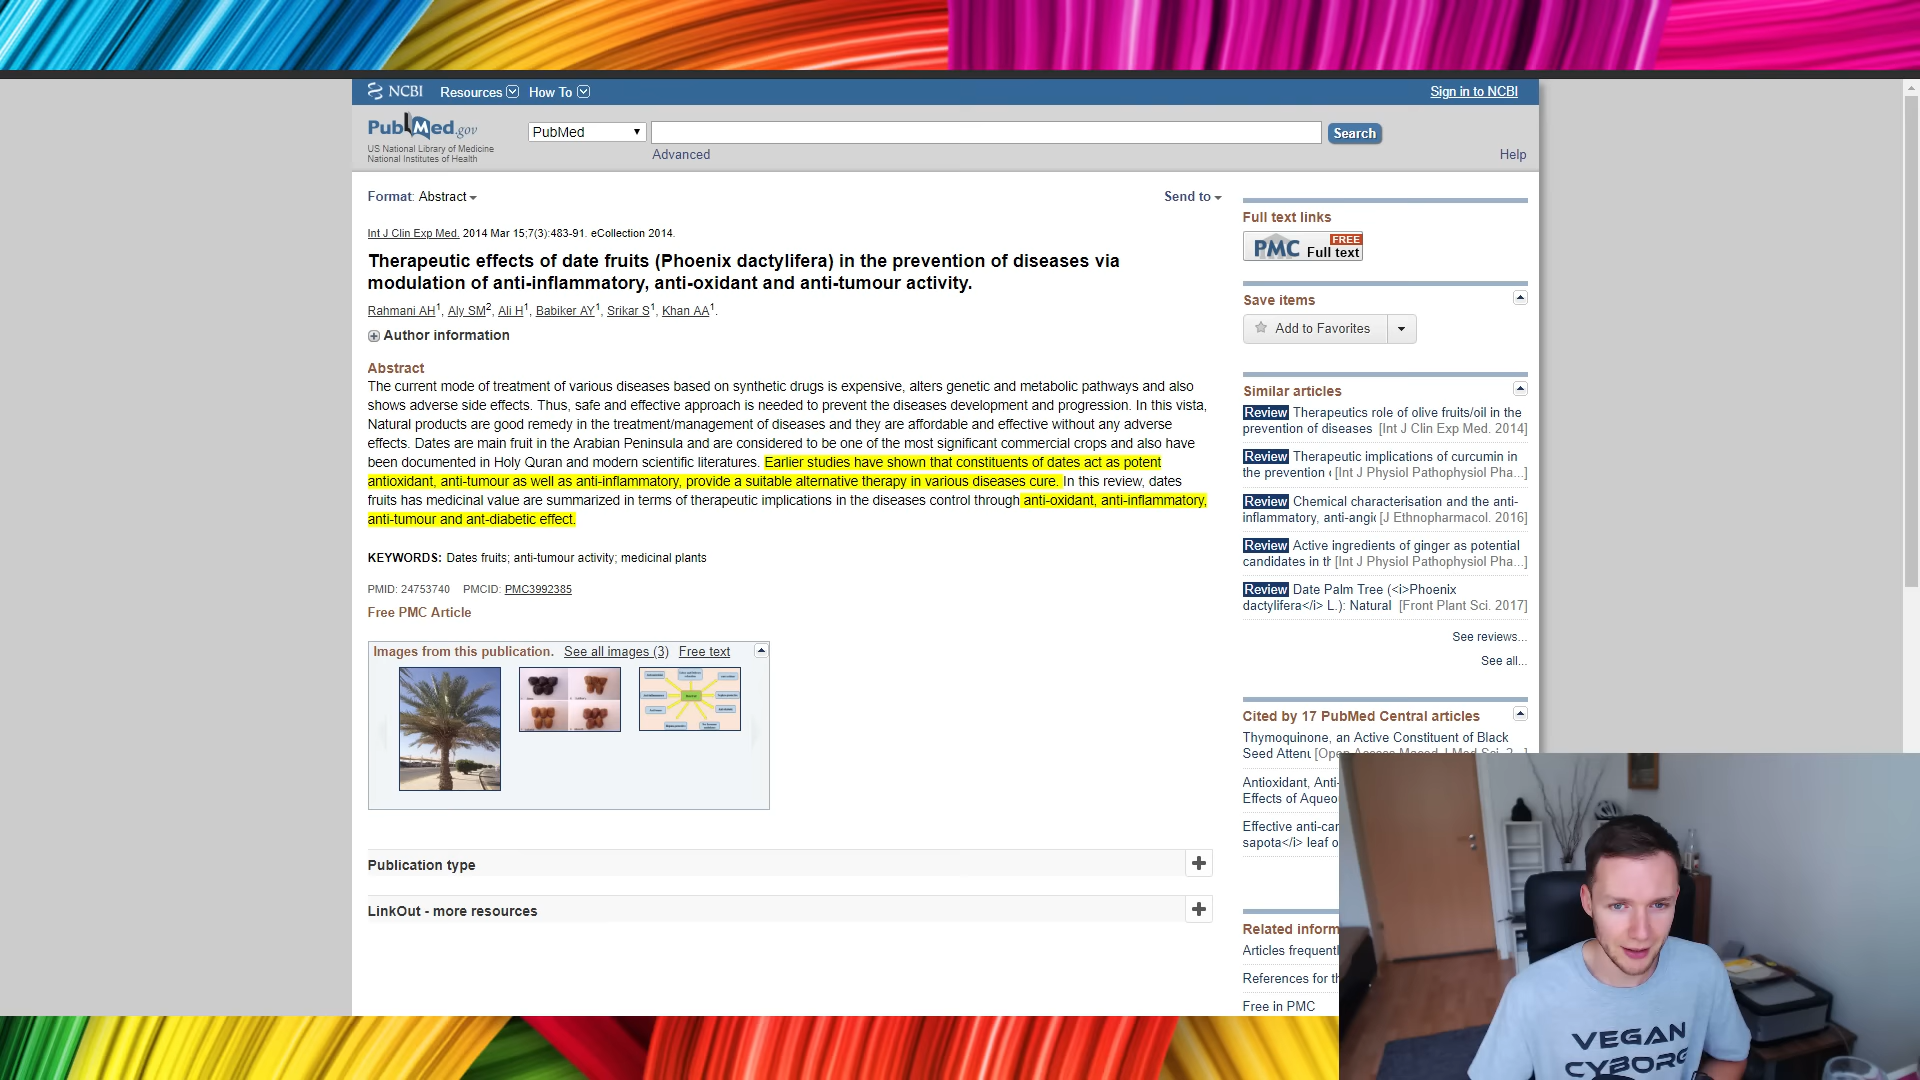 NCBI Resources How To Sign in to NCBI
PubMed.gov
US National Library of Medicine
National Institutes of Health
PubMed
Search
Advanced
Help
Format: Abstract
Send to
Int J Clin Exp Med. 2014 Mar 15;7(3):483-91. eCollection 2014.
Therapeutic effects of date fruits (Phoenix dactylifera) in the prevention of diseases via
modulation of anti-inflammatory, anti-oxidant and anti-tumour activity.
Rahmani AH1, Aly SM2, Ali H1, Babiker AY1, Srikar S1, Khan AA1.
Author information
Abstract
The current mode of treatment of various diseases based on synthetic drugs is expensive, alters genetic and metabolic pathways and also
shows adverse side effects. Thus, safe and effective approach is needed to prevent the diseases development and progression. In this vista,
Natural products are good remedy in the treatment/management of diseases and they are affordable and effective without any adverse
effects. Dates are main fruit in the Arabian Peninsula and are considered to be one of the most significant commercial crops and also have
been documented in Holy Quran and modern scientific literatures. Earlier studies have shown that constituents of dates act as potent
antioxidant, anti-tumour as well as anti-inflammatory, provide a suitable alternative therapy in various diseases cure. In this review, dates
fruits has medicinal value are summarized in terms of therapeutic implications in the diseases control through anti-oxidant, anti-inflammatory,
anti-tumour and ant-diabetic effect.
KEYWORDS: Dates fruits; anti-tumour activity; medicinal plants
PMID: 24753740 PMCID: PMC3992385
Free PMC Article
Images from this publication. See all images (3) Free text
Publication type
LinkOut - more resources
Full text links
PMC FREE
Full text
Save items
Add to Favorites
Similar articles
Review Therapeutics role of olive fruits/oil in the
prevention of diseases [Int J Clin Exp Med. 2014]
Review Therapeutic implications of curcumin in
the prevention [Int J Physiol Pathophysiol Pha...]
Review Chemical characterisation and the anti-
inflammatory, anti-angi [J Ethnopharmacol. 2016]
Review Active ingredients of ginger as potential
candidates in th [Int J Physiol Pathophysiol Pha...]
Review Date Palm Tree (<i>Phoenix
dactylifera</i> L.): Natural [Front Plant Sci. 2017]
See reviews...
See all...
Cited by 17 PubMed Central articles
Thymoquinone, an Active Constituent of Black
Seed Attenu [Open Access Maced J Med Sci. 2...]
Antioxidant, Anti-
Effects of Aqueo
Effective anti-can
sapota</i> leaf o
Related inform
Articles frequentl
References for th
Free in PMC
VEGAN
CYBORG